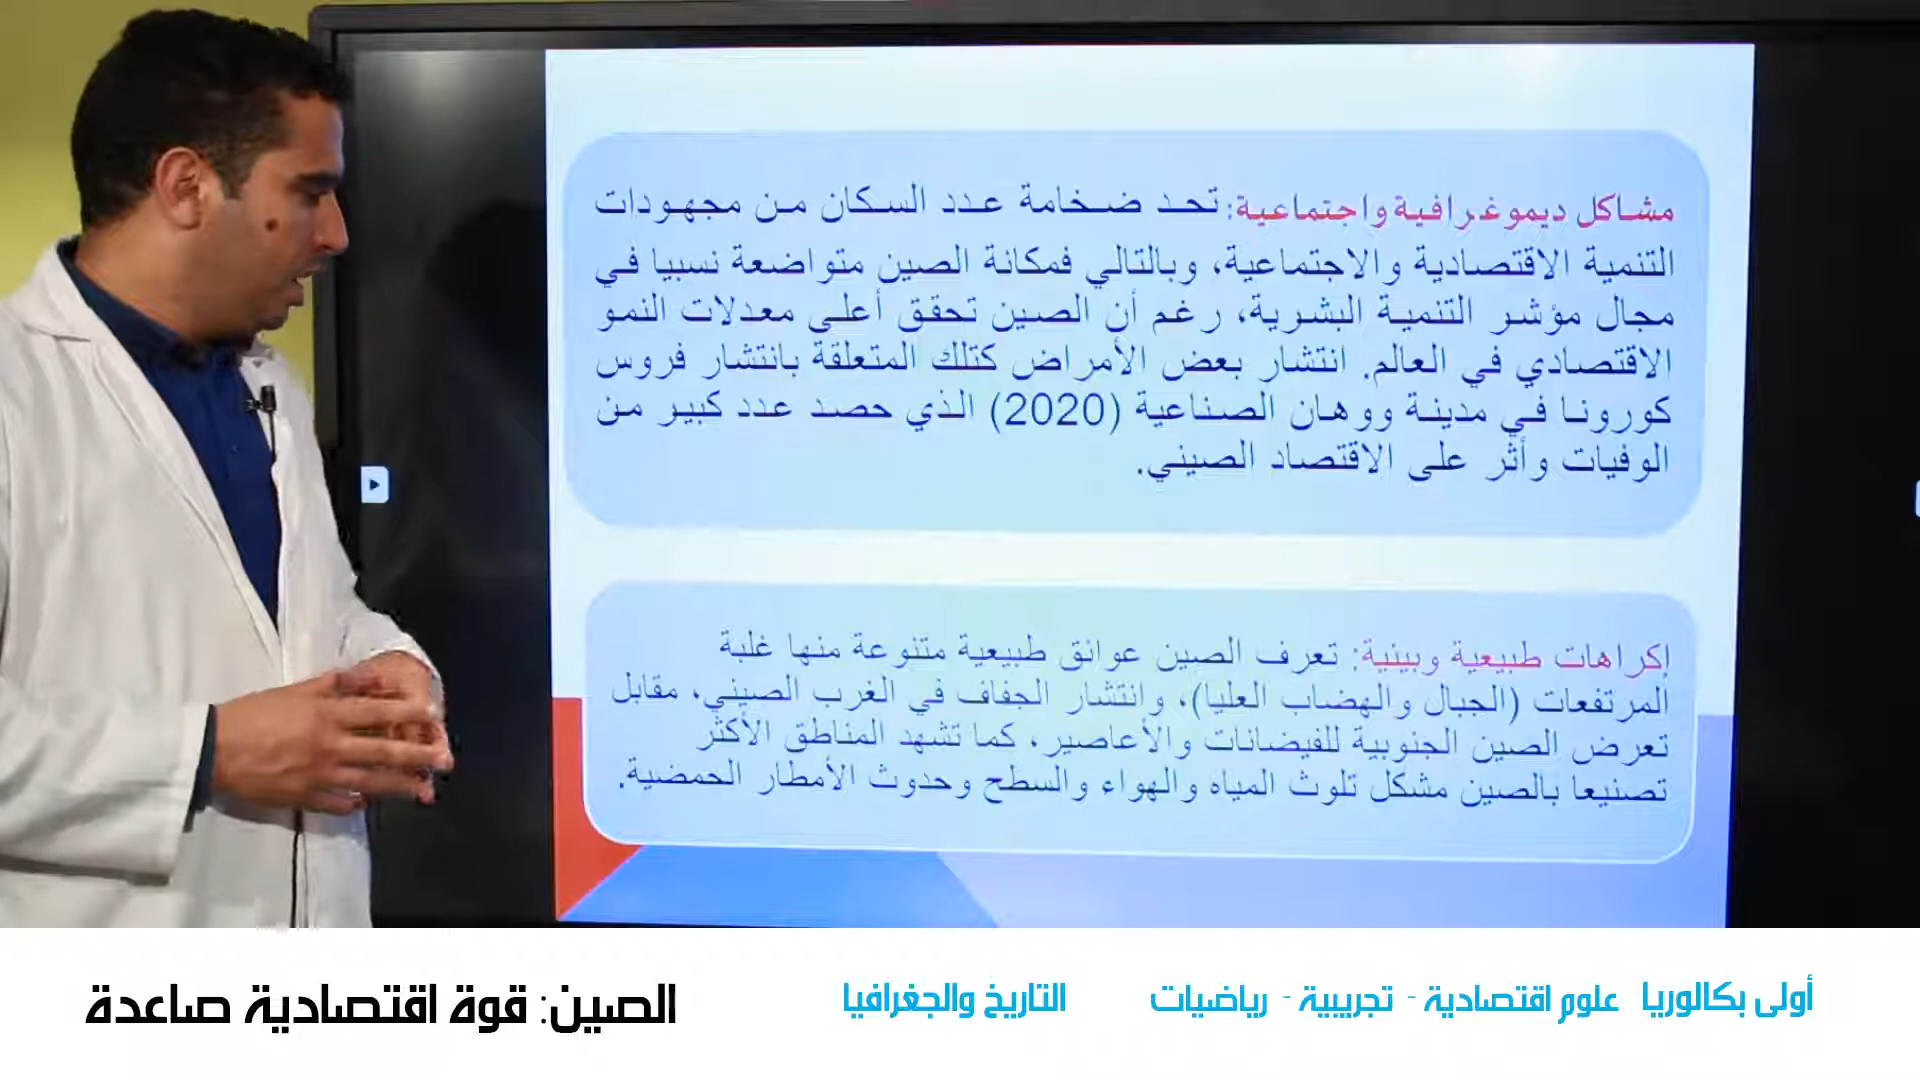 مشاكل ديموغرافية واجتماعية: تحد ضخامة عدد السكان من مجهودات
التنمية الاقتصادية والاجتماعية، وبالتالي فمكانة الصين متواضعة نسبيا في
مجال مؤشر التنمية البشرية، رغم أن الصين تحقق أعلى معدلات النمو
الاقتصادي في العالم. انتشار بعض الأمراض كتلك المتعلقة بانتشار فروس
كورونا في مدينة ووهان الصناعية (2020) الذي حصد عدد كبير من
الوفيات وأثر على الاقتصاد الصيني.
إكراهات طبيعية وبيئية: تعرف الصين عوائق طبيعية متنوعة منها غلبة
المرتفعات (الجبال والهضاب العليا)، وانتشار الجفاف في الغرب الصيني، مقابل
تعرض الصين الجنوبية للفيضانات والأعاصير، كما تشهد المناطق الأكثر
تصنيعا بالصين مشكل تلوث المياه والهواء والسطح وحدوث الأمطار الحمضية.
أولى بكالوريا علوم اقتصادية - تجريبية - رياضيات التاريخ والجغرافيا الصين: قوة اقتصادية صاعدة